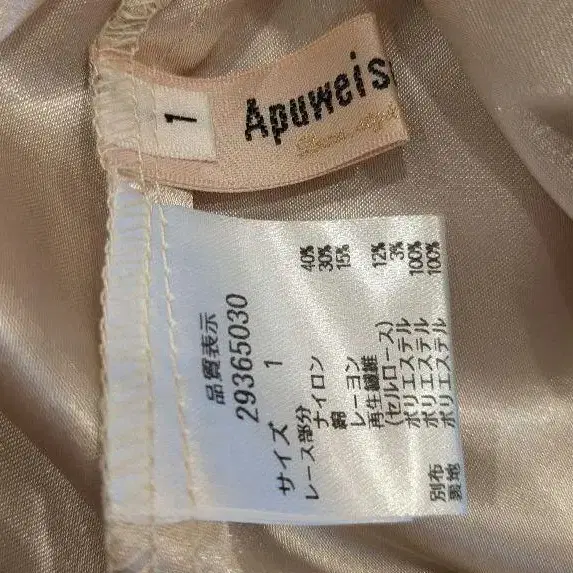 1
Apuweis
品質表示
29365030
サイズ 1
レース部分
ナイロン 40%
綿 30%
レーヨン 15%
再生繊維
(セルロース) 12%
ポリエステル 3%
別布 ポリエステル 100%
裏地 ポリエステル 100%